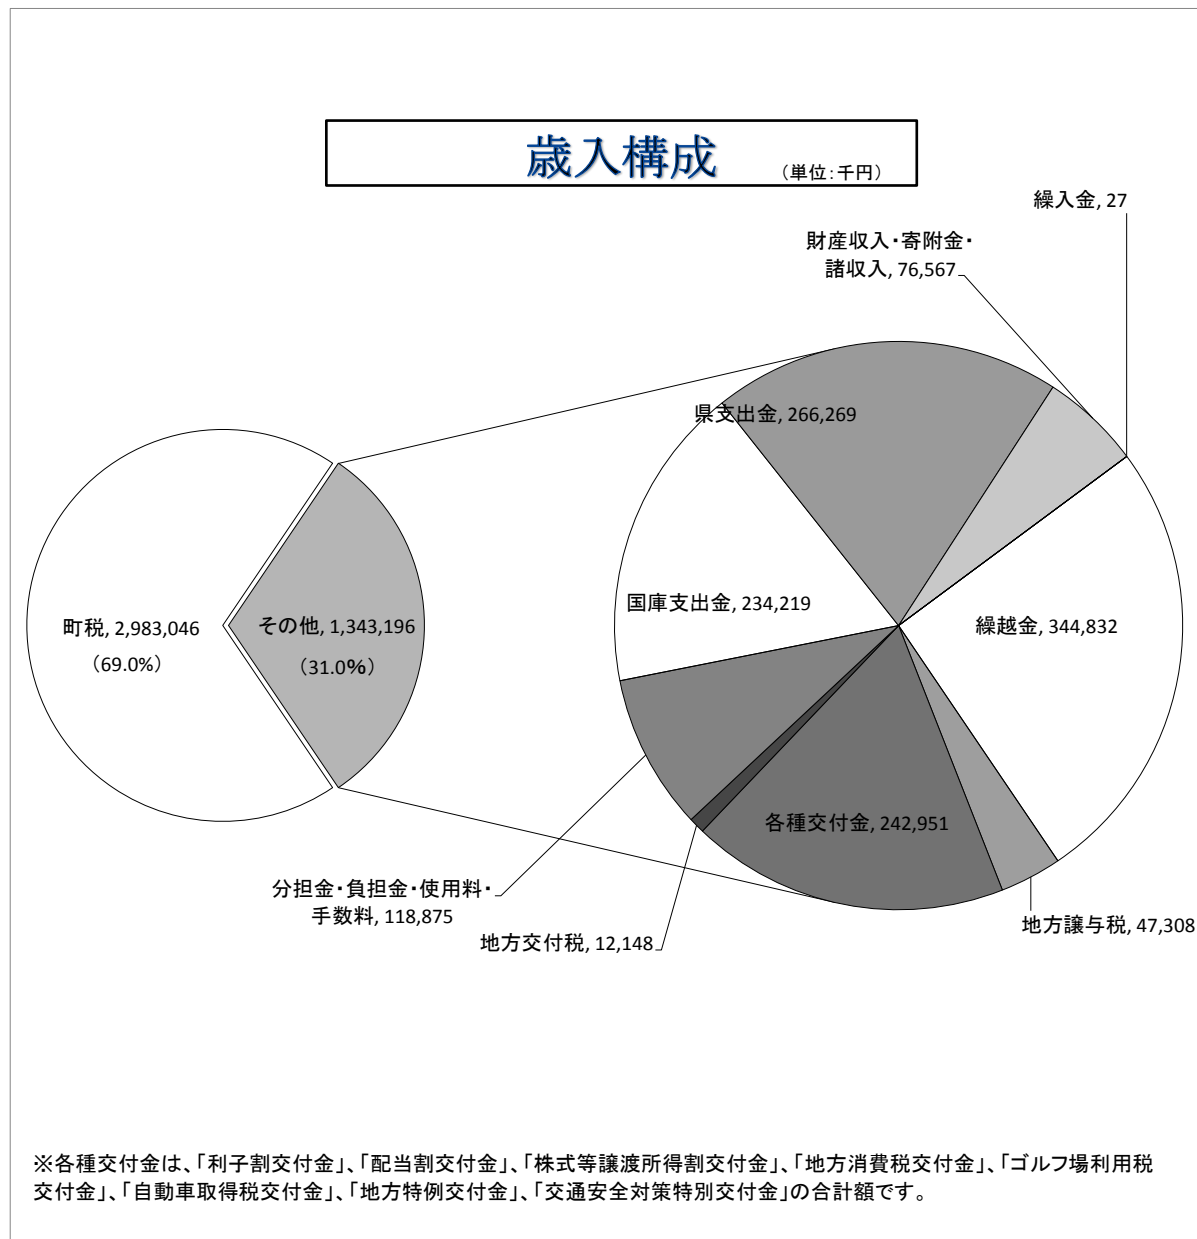 歳入構成
（単位：千円）
繰入金, 27
財産収入・寄附金・
諸収入, 76,567
県支出金, 266,269
国庫支出金, 234,219
繰越金, 344,832
町税, 2,983,046
（69.0%）
その他, 1,343,196
（31.0%）
各種交付金, 242,951
分担金・負担金・使用料・
手数料, 118,875
地方交付税, 12,148
地方譲与税, 47,308
※各種交付金は、「利子割交付金」、「配当割交付金」、「株式等譲渡所得割交付金」、「地方消費税交付金」、「ゴルフ場利用税
交付金」、「自動車取得税交付金」、「地方特例交付金」、「交通安全対策特別交付金」の合計額です。